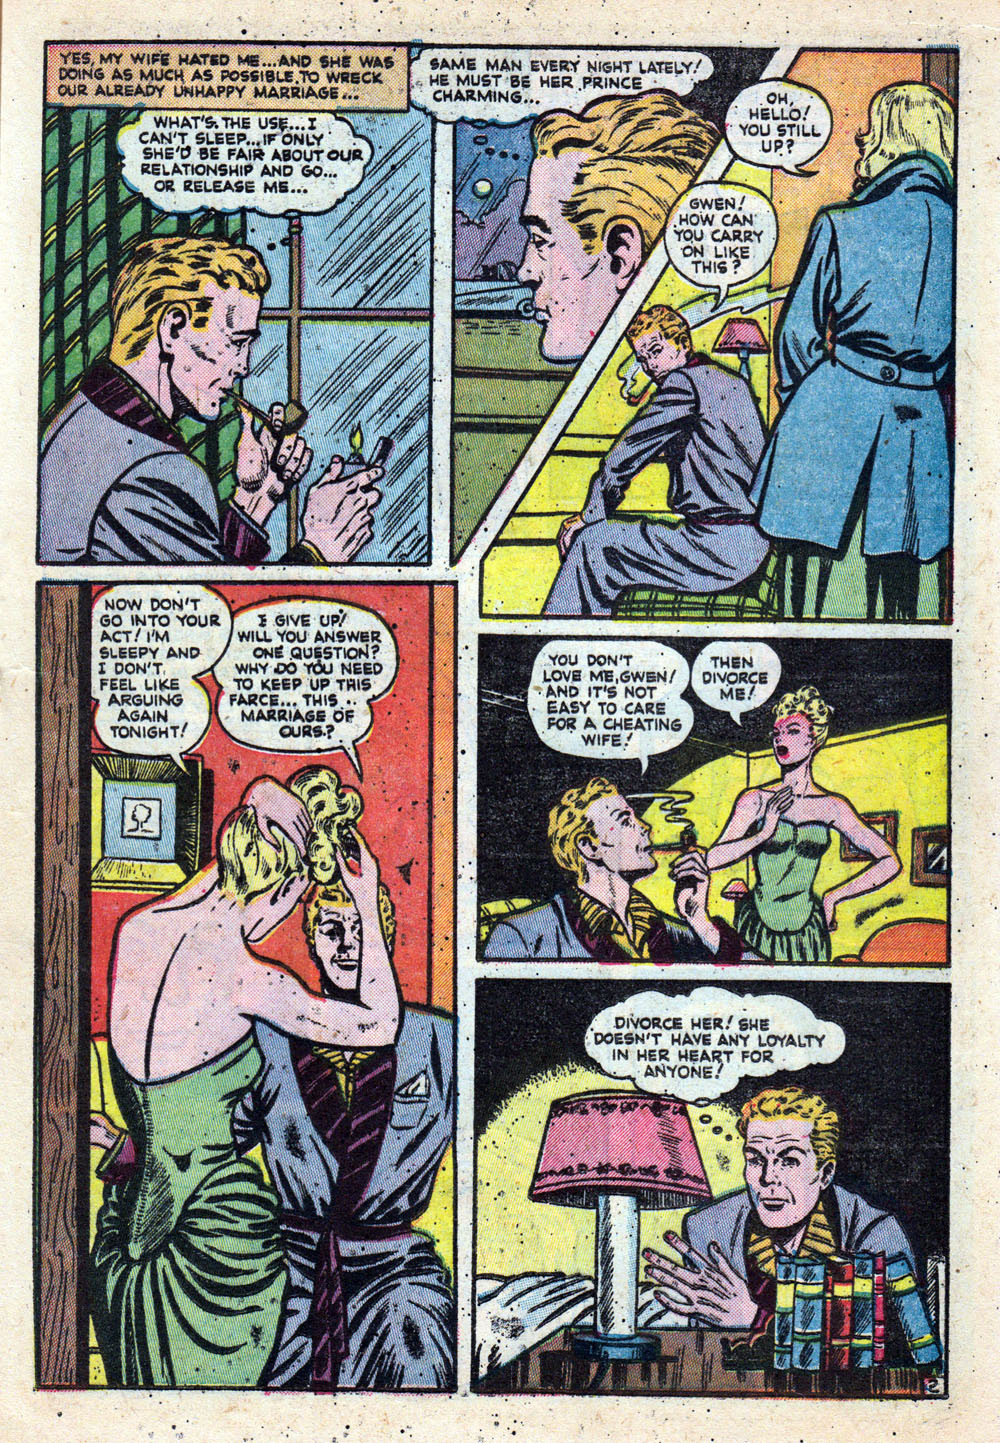 YES, MY WIFE HATED ME...AND SHE WAS
DOING AS MUCH AS POSSIBLE, TO WRECK
OUR ALREADY UNHAPPY MARRIAGE...
WHAT'S THE USE...I
CAN'T SLEEP...IF ONLY
SHE'D BE FAIR ABOUT OUR
RELATIONSHIP AND GO...
OR RELEASE ME...
SAME MAN EVERY NIGHT LATELY!
HE MUST BE HER PRINCE
CHARMING...
OH,
HELLO!
YOU STILL
UP?
GWEN!
HOW CAN
YOU CARRY
ON LIKE
THIS?
NOW DON'T
GO INTO YOUR
ACT! I'M
SLEEPY AND
I DON'T
FEEL LIKE
ARGUING
AGAIN
TONIGHT!
I GIVE UP!
WILL YOU ANSWER
ONE QUESTION?
WHY DO YOU NEED
TO KEEP UP THIS
FARCE... THIS..
MARRIAGE OF
OURS?
YOU DON'T
LOVE ME, GWEN!
AND IT'S NOT
EASY TO CARE
FOR A CHEATING
WIFE!
THEN
DIVORCE
ME!
DIVORCE HER! SHE
DOESN'T HAVE ANY LOYALTY
IN HER HEART FOR
ANYONE!
2